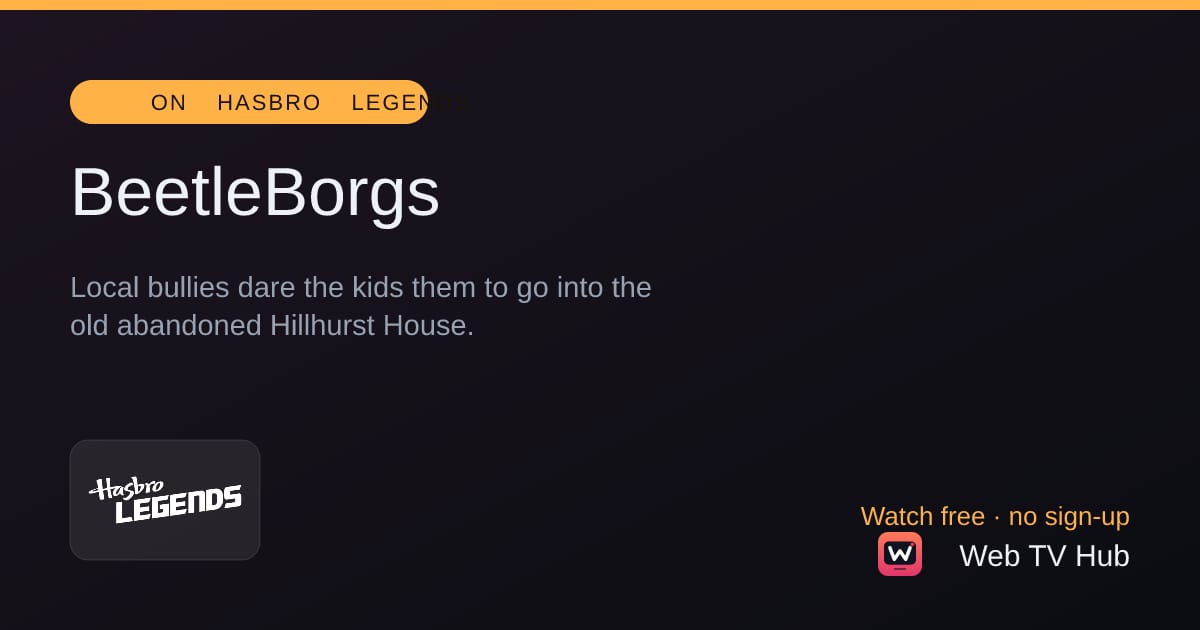 ON HASBRO LEGENDS
BeetleBorgs
Local bullies dare the kids them to go into the
old abandoned Hillhurst House.
Hasbro
LEGENDS
Watch free · no sign-up
W
Web TV Hub